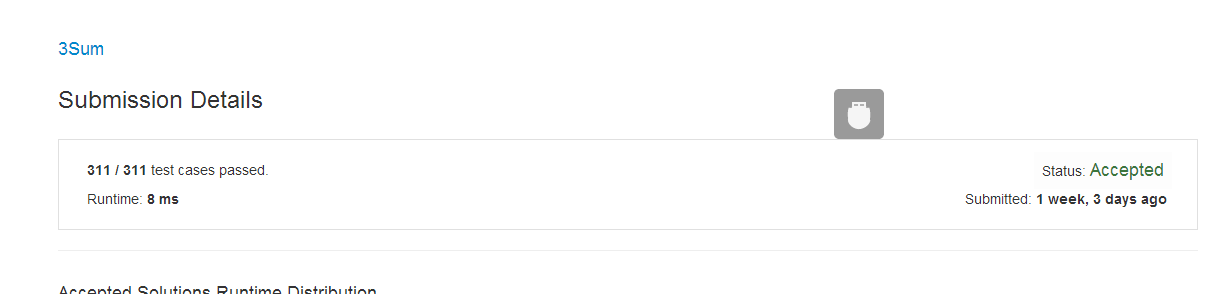 3Sum
Submission Details
311 / 311 test cases passed.
Status: Accepted
Runtime: 8 ms
Submitted: 1 week, 3 days ago
Accepted Solutions Runtime Distribution